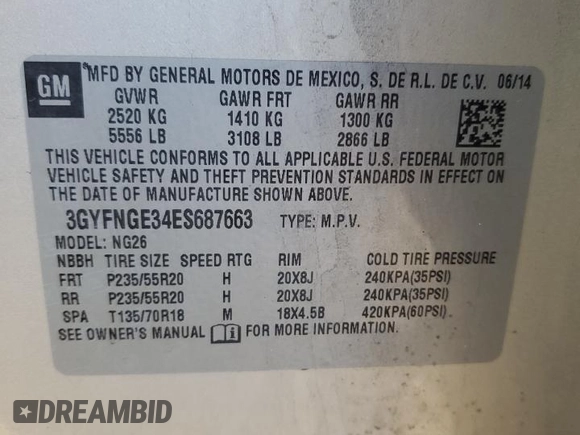 GM MFD BY GENERAL MOTORS DE MEXICO, S. DE R.L. DE C.V. 06/14
GVWR GAWR FRT GAWR RR
2520 KG 1410 KG 1300 KG
5556 LB 3108 LB 2866 LB
THIS VEHICLE CONFORMS TO ALL APPLICABLE U.S. FEDERAL MOTOR
VEHICLE SAFETY AND THEFT PREVENTION STANDARDS IN EFFECT ON
THE DATE OF MANUFACTURE SHOWN ABOVE.
3GYFNGE34ES687663 TYPE: M.P.V.
MODEL: NG26
NBBH TIRE SIZE SPEED RTG RIM COLD TIRE PRESSURE
FRT P235/55R20 H 20X8J 240KPA(35PSI)
RR P235/55R20 H 20X8J 240KPA(35PSI)
SPA T135/70R18 M 18X4.5B 420KPA(60PSI)
SEE OWNER'S MANUAL FOR MORE INFORMATION.
DREAMBID